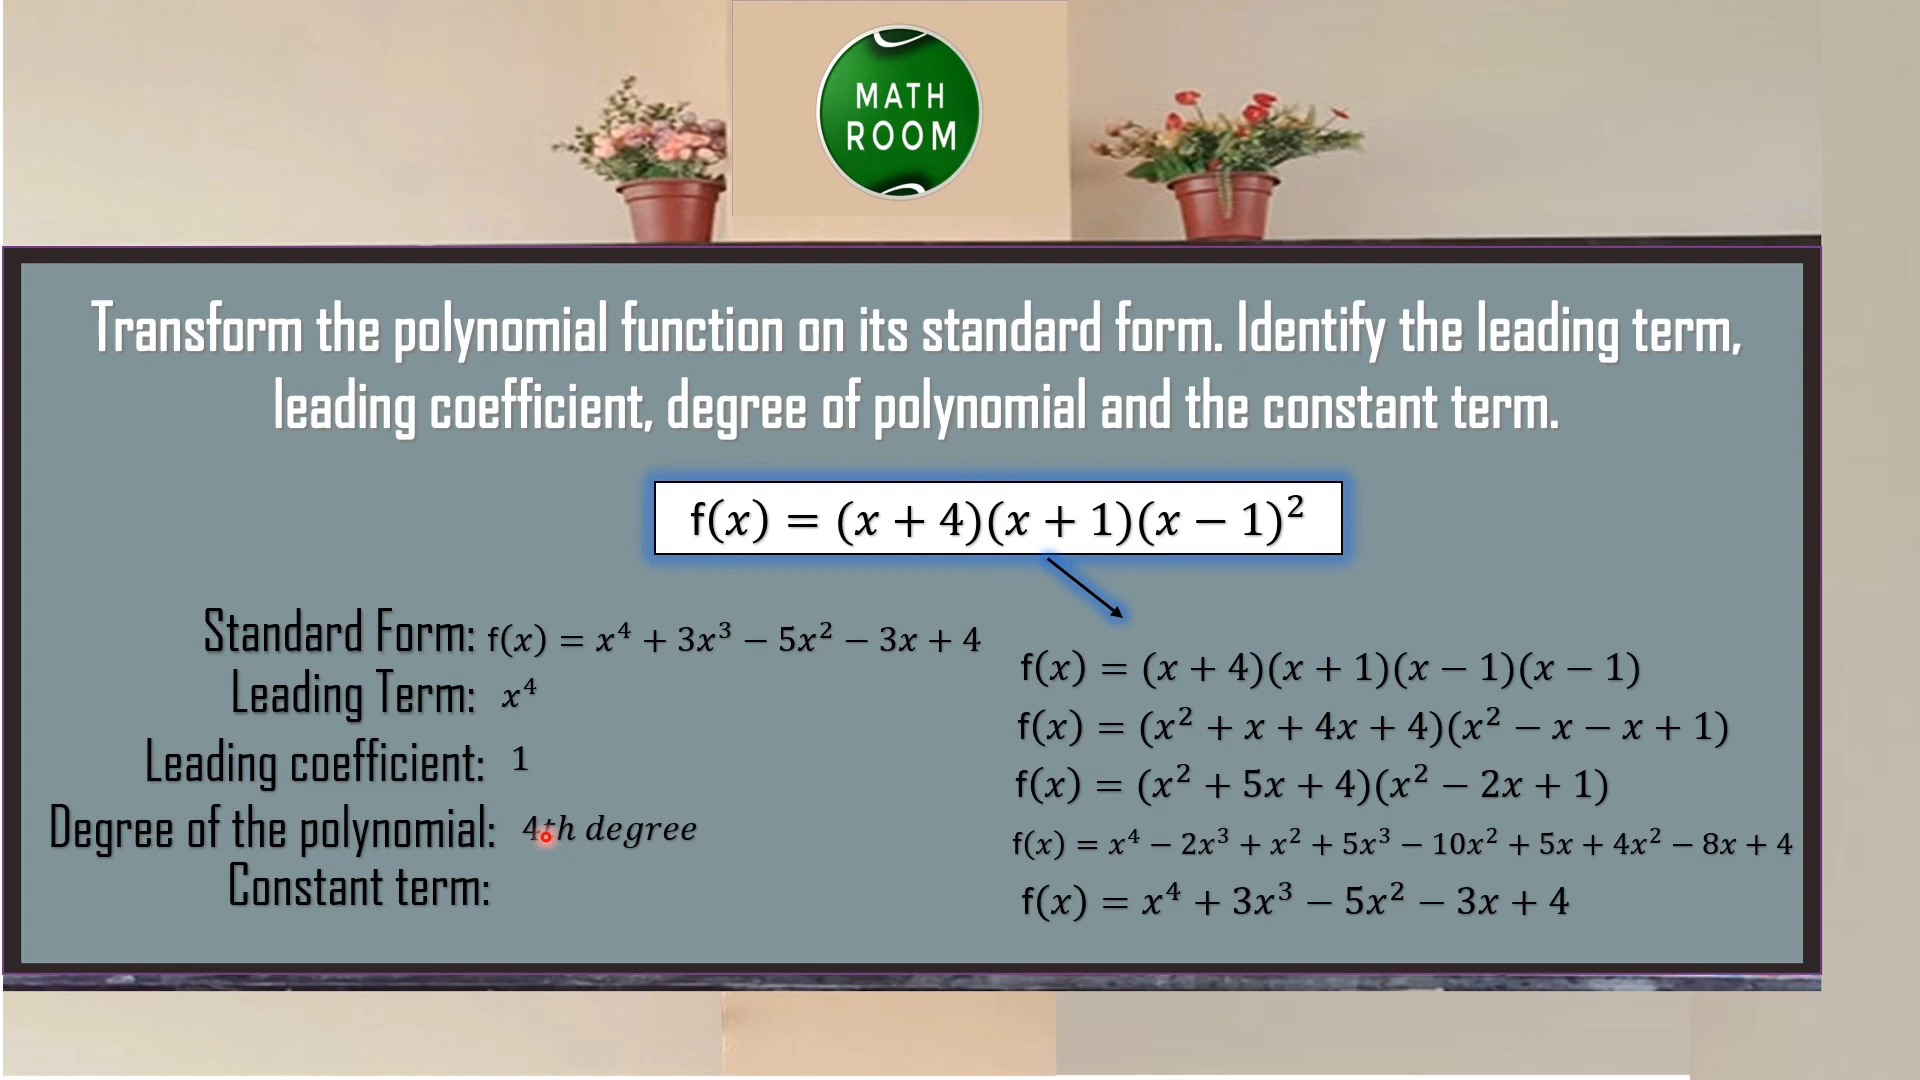 MATH
ROOM
Transform the polynomial function on its standard form. Identify the leading term,
leading coefficient, degree of polynomial and the constant term.
f(x) = (x + 4)(x + 1)(x − 1)²
Standard Form: f(x) = x⁴ + 3x³ − 5x² − 3x + 4
Leading Term: x⁴
Leading coefficient: 1
Degree of the polynomial: 4th degree
Constant term:
f(x) = (x + 4)(x + 1)(x − 1)(x − 1)
f(x) = (x² + x + 4x + 4)(x² − x − x + 1)
f(x) = (x² + 5x + 4)(x² − 2x + 1)
f(x) = x⁴ − 2x³ + x² + 5x³ − 10x² + 5x + 4x² − 8x + 4
f(x) = x⁴ + 3x³ − 5x² − 3x + 4